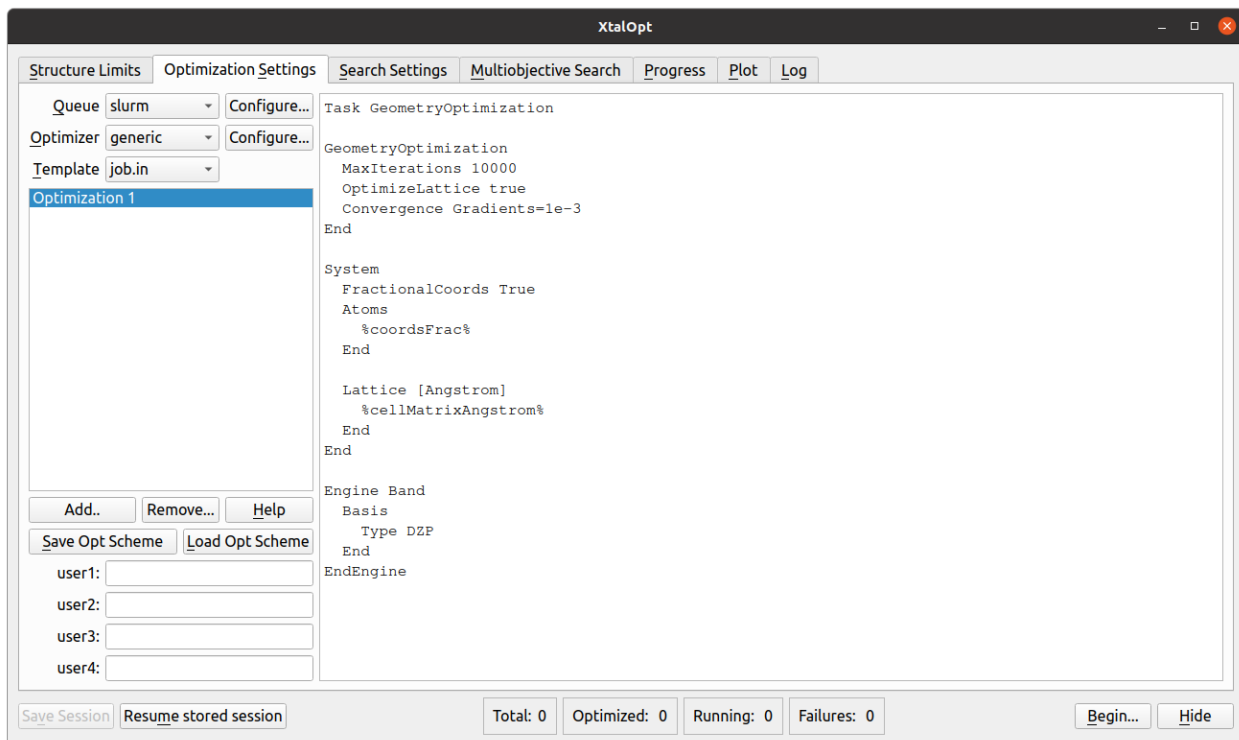 XtalOpt
Structure Limits Optimization Settings Search Settings Multiobjective Search Progress Plot Log
Queue slurm Configure...
Optimizer generic Configure...
Template job.in
Optimization 1
Add.. Remove... Help
Save Opt Scheme Load Opt Scheme
user1:
user2:
user3:
user4:
Task GeometryOptimization
GeometryOptimization
MaxIterations 10000
OptimizeLattice true
Convergence Gradients=1e-3
End
System
FractionalCoords True
Atoms
%coordsFrac%
End
Lattice [Angstrom]
%cellMatrixAngstrom%
End
End
Engine Band
Basis
Type DZP
End
EndEngine
Save Session Resume stored session Total: 0 Optimized: 0 Running: 0 Failures: 0 Begin... Hide